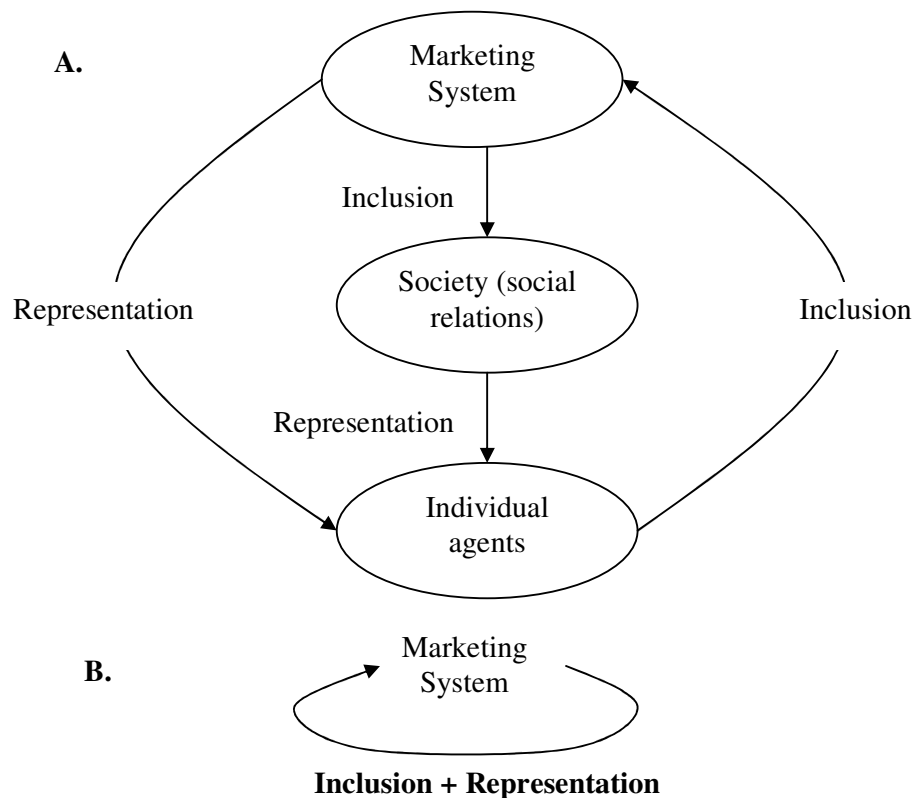 A.
Marketing
System
Inclusion
Society (social
relations)
Representation
Inclusion
Representation
Individual
agents
B.
Marketing
System
Inclusion + Representation